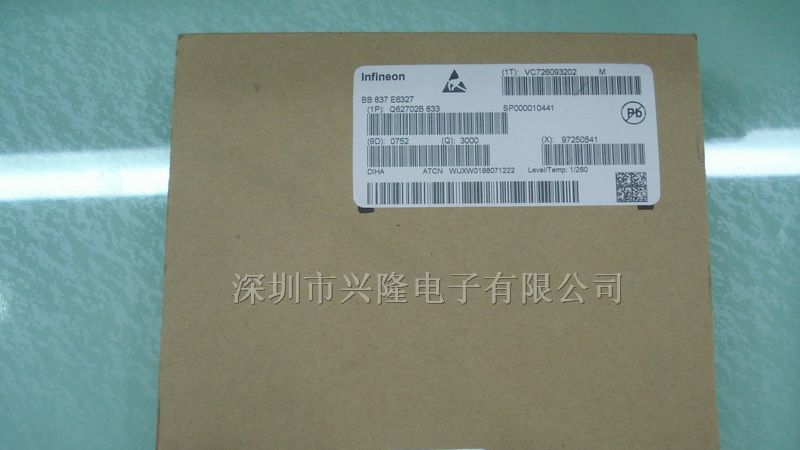 Infineon
(1T): VC726093202 M
BB 837 E6327
(1P): Q62702B 833 SP000010441
Pb
(9D): 0752 (Q): 3000 (X): 97250541
DIHA ATCN WUXW0198071222 Level/Temp: 1/260
深圳市兴隆电子有限公司